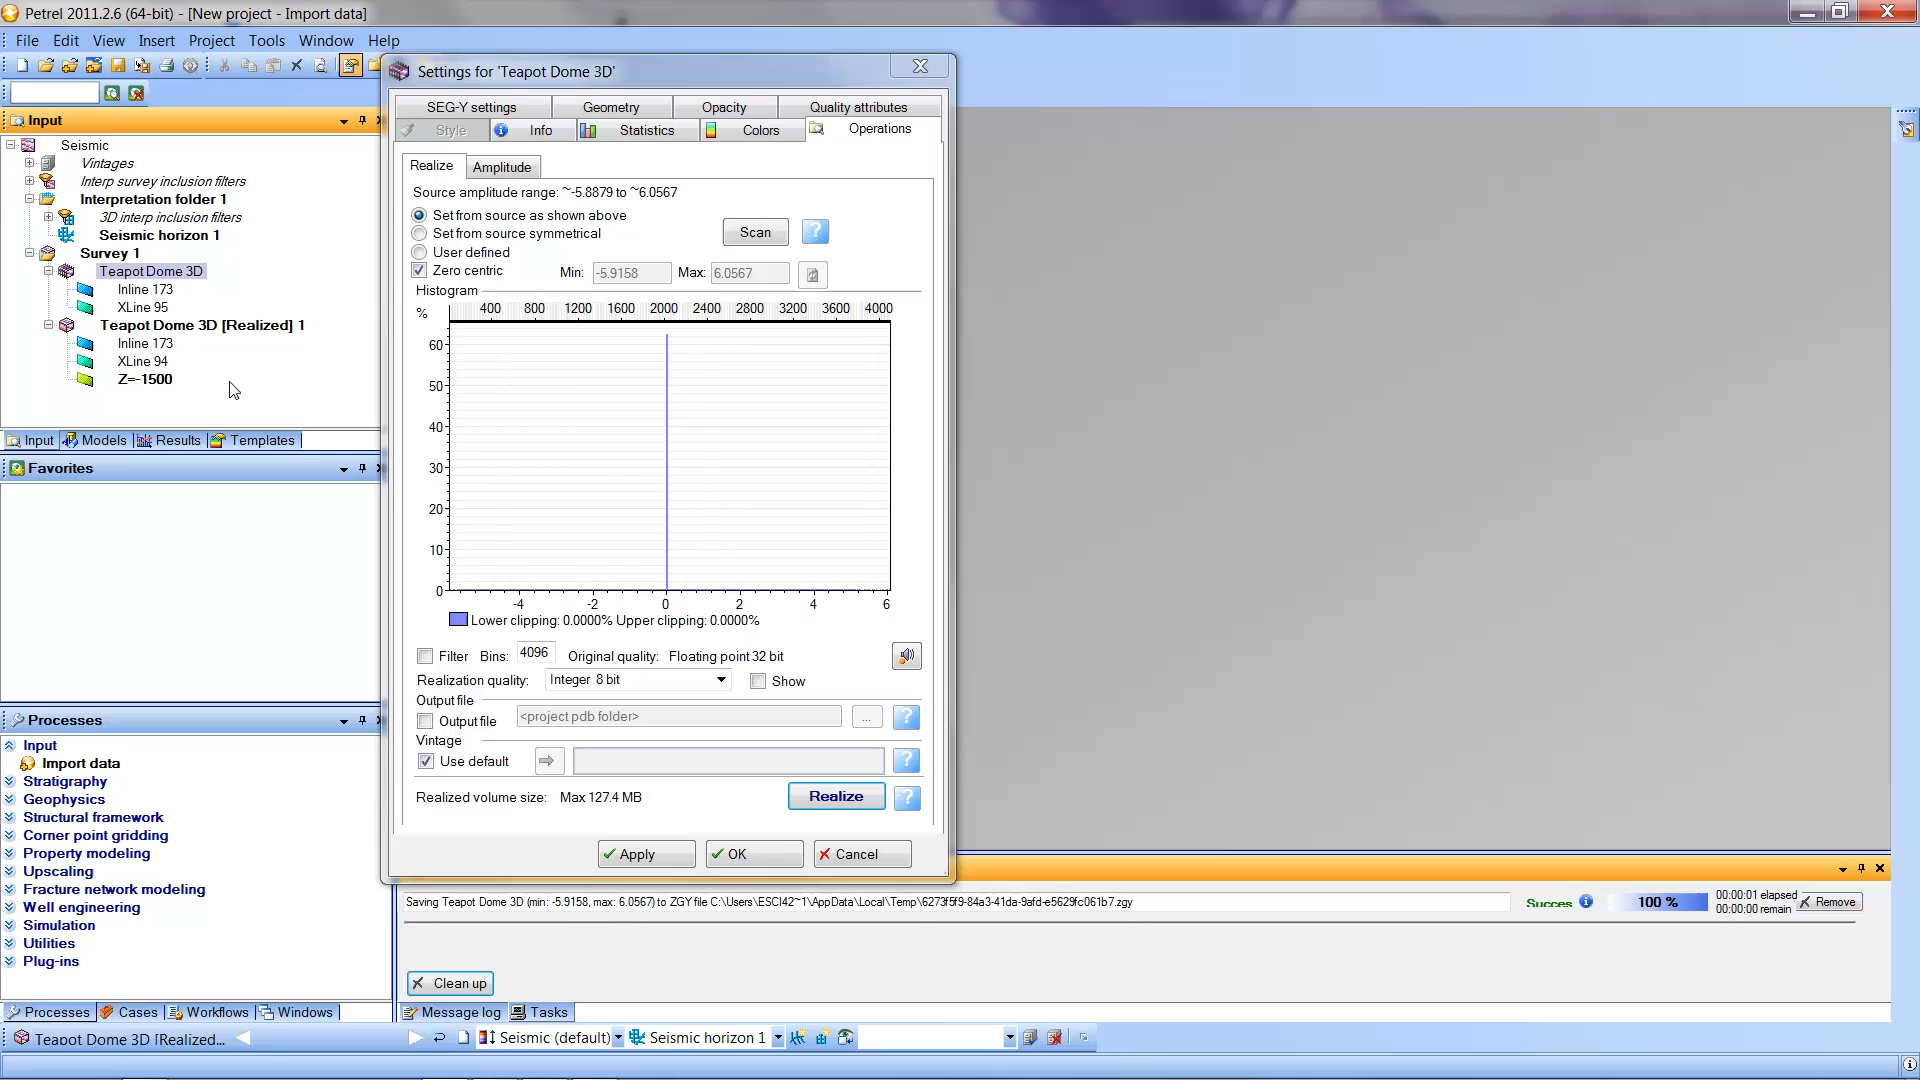 Petrel 2011.2.6 (64-bit) - [New project - Import data]
File Edit View Insert Project Tools Window Help
Settings for 'Teapot Dome 3D'
SEG-Y settings Geometry Opacity Quality attributes
Style Info Statistics Colors Operations
Input
Seismic
Vintages
Interp survey inclusion filters
Interpretation folder 1
3D interp inclusion filters
Seismic horizon 1
Survey 1
Teapot Dome 3D
Inline 173
XLine 95
Teapot Dome 3D [Realized] 1
Inline 173
XLine 94
Z=-1500
Input Models Results Templates
Favorites
Processes
Input
Import data
Stratigraphy
Geophysics
Structural framework
Corner point gridding
Property modeling
Upscaling
Fracture network modeling
Well engineering
Simulation
Utilities
Plug-ins
Processes Cases Workflows Windows
Realize Amplitude
Source amplitude range: ~-5.8879 to ~6.0567
Set from source as shown above
Set from source symmetrical
Scan ?
User defined
Zero centric Min: -5.9158 Max: 6.0567
Histogram
% 400 800 1200 1600 2000 2400 2800 3200 3600 4000
60
50
40
30
20
10
0
-4 -2 0 2 4 6
Lower clipping: 0.0000% Upper clipping: 0.0000%
Filter Bins: 4096 Original quality: Floating point 32 bit
Realization quality: Integer 8 bit Show
Output file
Output file <project pdb folder> ... ?
Vintage
Use default ?
Realized volume size: Max 127.4 MB Realize ?
Apply OK Cancel
Saving Teapot Dome 3D (min: -5.9158, max: 6.0567) to ZGY file C:\Users\ESCI42~1\AppData\Local\Temp\6273f5f9-84a3-41da-9afd-e5629fc061b7.zgy
Succes 100 % 00:00:01 elapsed
00:00:00 remain Remove
Clean up
Message log Tasks
Teapot Dome 3D [Realized... Seismic (default) Seismic horizon 1